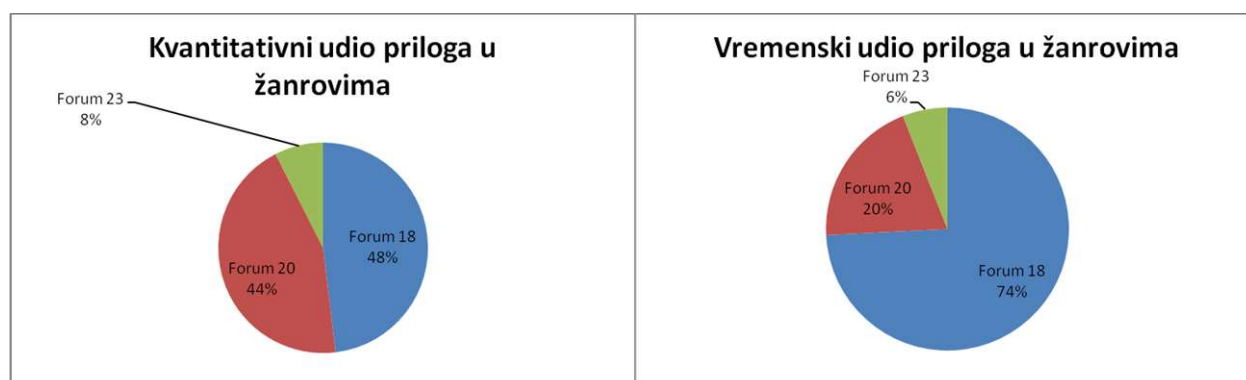 Kvantitativni udio priloga u
žanrovima
Forum 23
8%
Forum 18
48%
Forum 20
44%
Vremenski udio priloga u žanrovima
Forum 23
6%
Forum 20
20%
Forum 18
74%